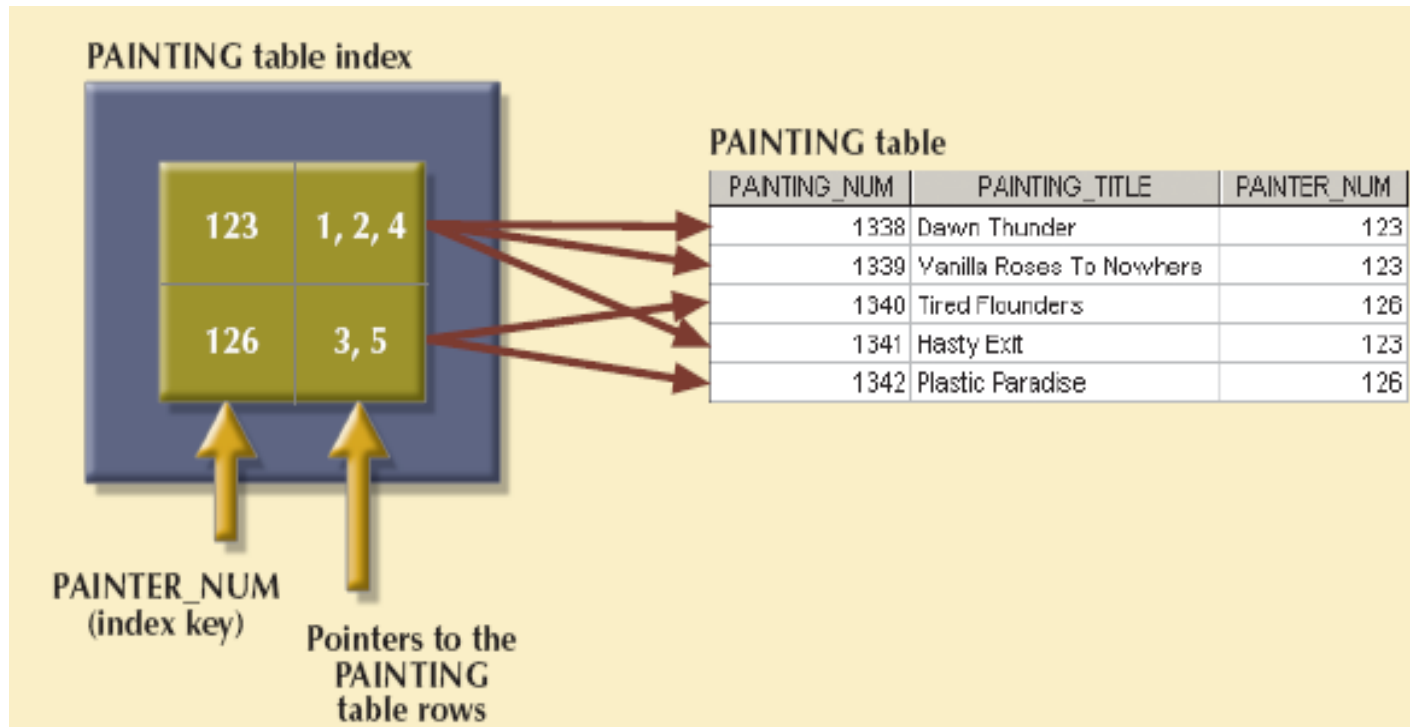 PAINTING table index
123 1, 2, 4
126 3, 5
PAINTER_NUM
(index key)
Pointers to the
PAINTING
table rows
PAINTING table
PAINTING_NUM PAINTING_TITLE PAINTER_NUM
1338 Dawn Thunder 123
1339 Vanilla Roses To Nowhere 123
1340 Tired Flounders 126
1341 Hasty Exit 123
1342 Plastic Paradise 126